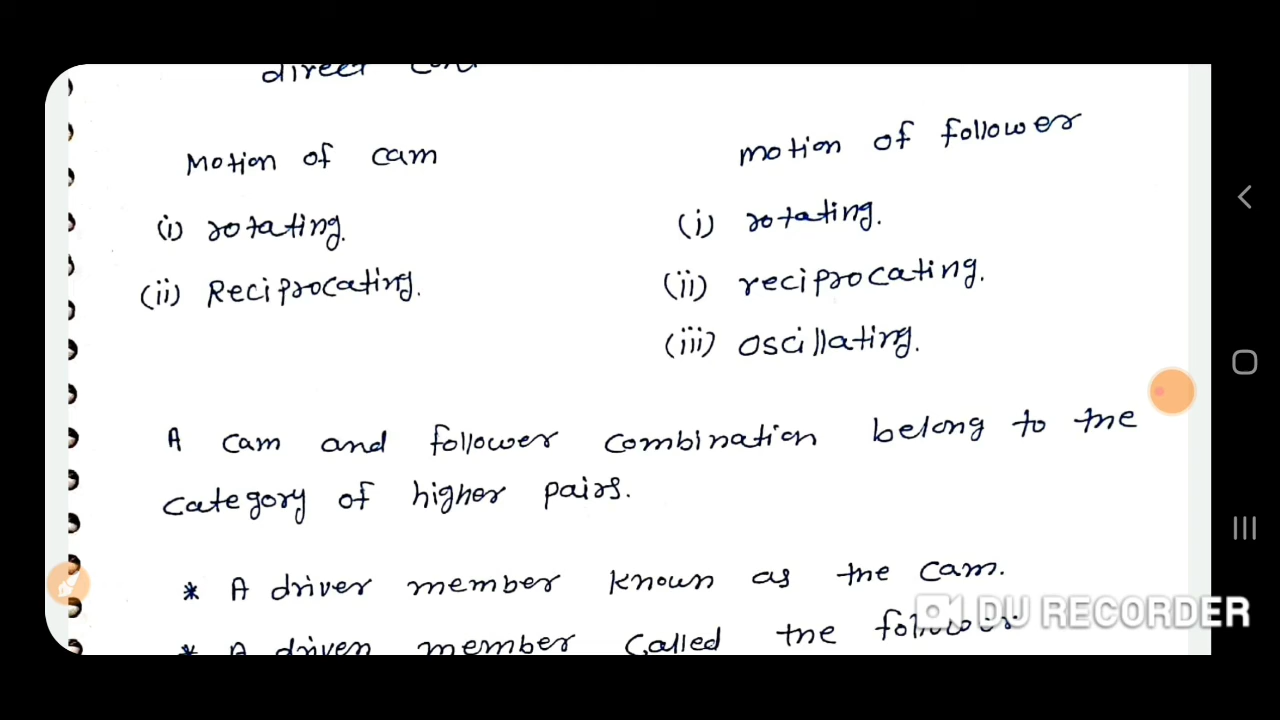 direct
Motion of cam
motion of follower
(i) rotating.
(i) rotating.
(ii) Reciprocating.
(ii) reciprocating.
(iii) oscillating.
A cam and follower combination belong to the
category of higher pairs.
* A driver member known as the cam.
* A driven member called the follower
DU RECORDER